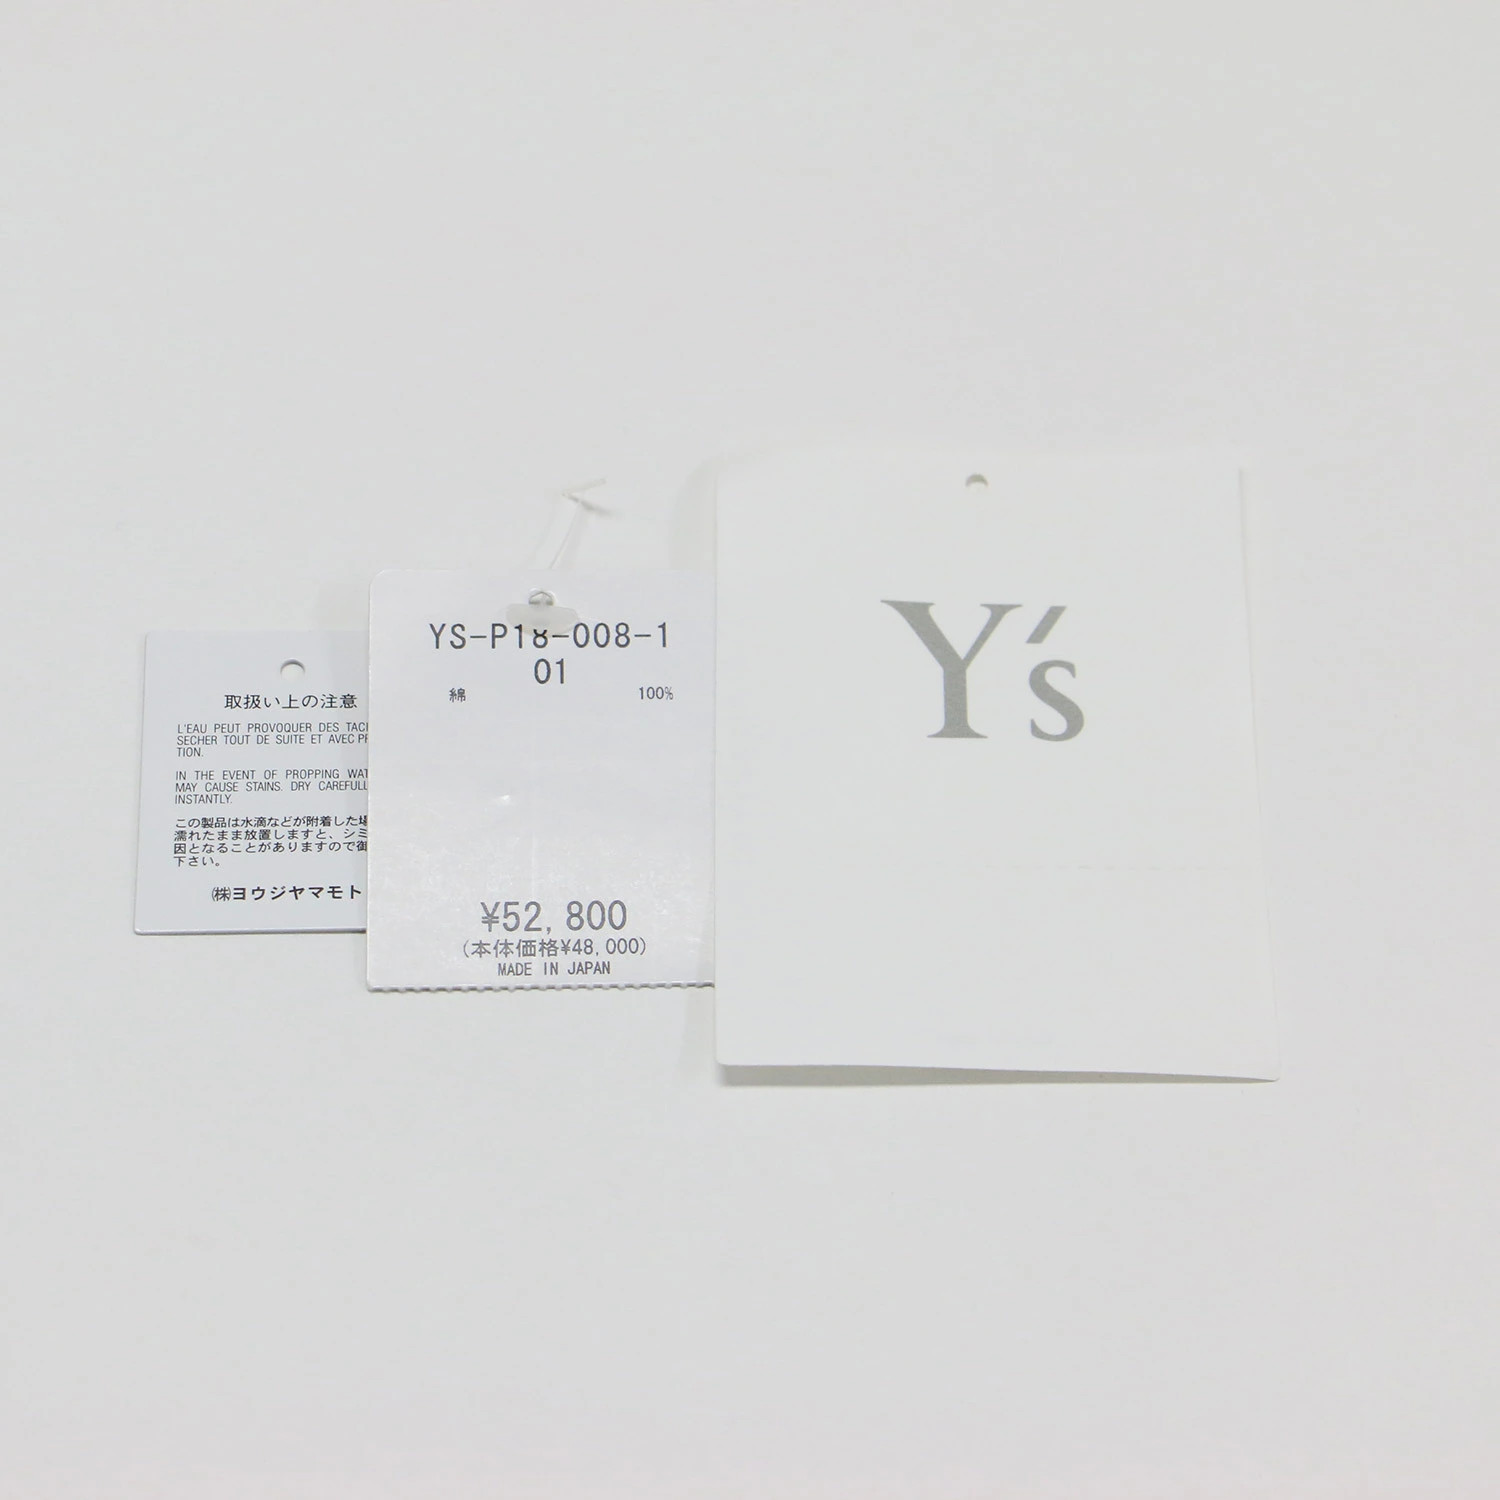 取扱い上の注意
L'EAU PEUT PROVOQUER DES
SECHER TOUT DE SUITE ET AVEC
TION.
IN THE EVENT OF PROPPING
MAY CAUSE STAINS. DRY
INSTANTLY.
この製品は水滴などが附着した場
濡れたまま放置しますと、シミ
因となることがありますので御
下さい。
㈱ヨウジヤマモト
YS-P18-008-1
01
綿 100%
¥52,800
(本体価格¥48,000)
MADE IN JAPAN
Y's